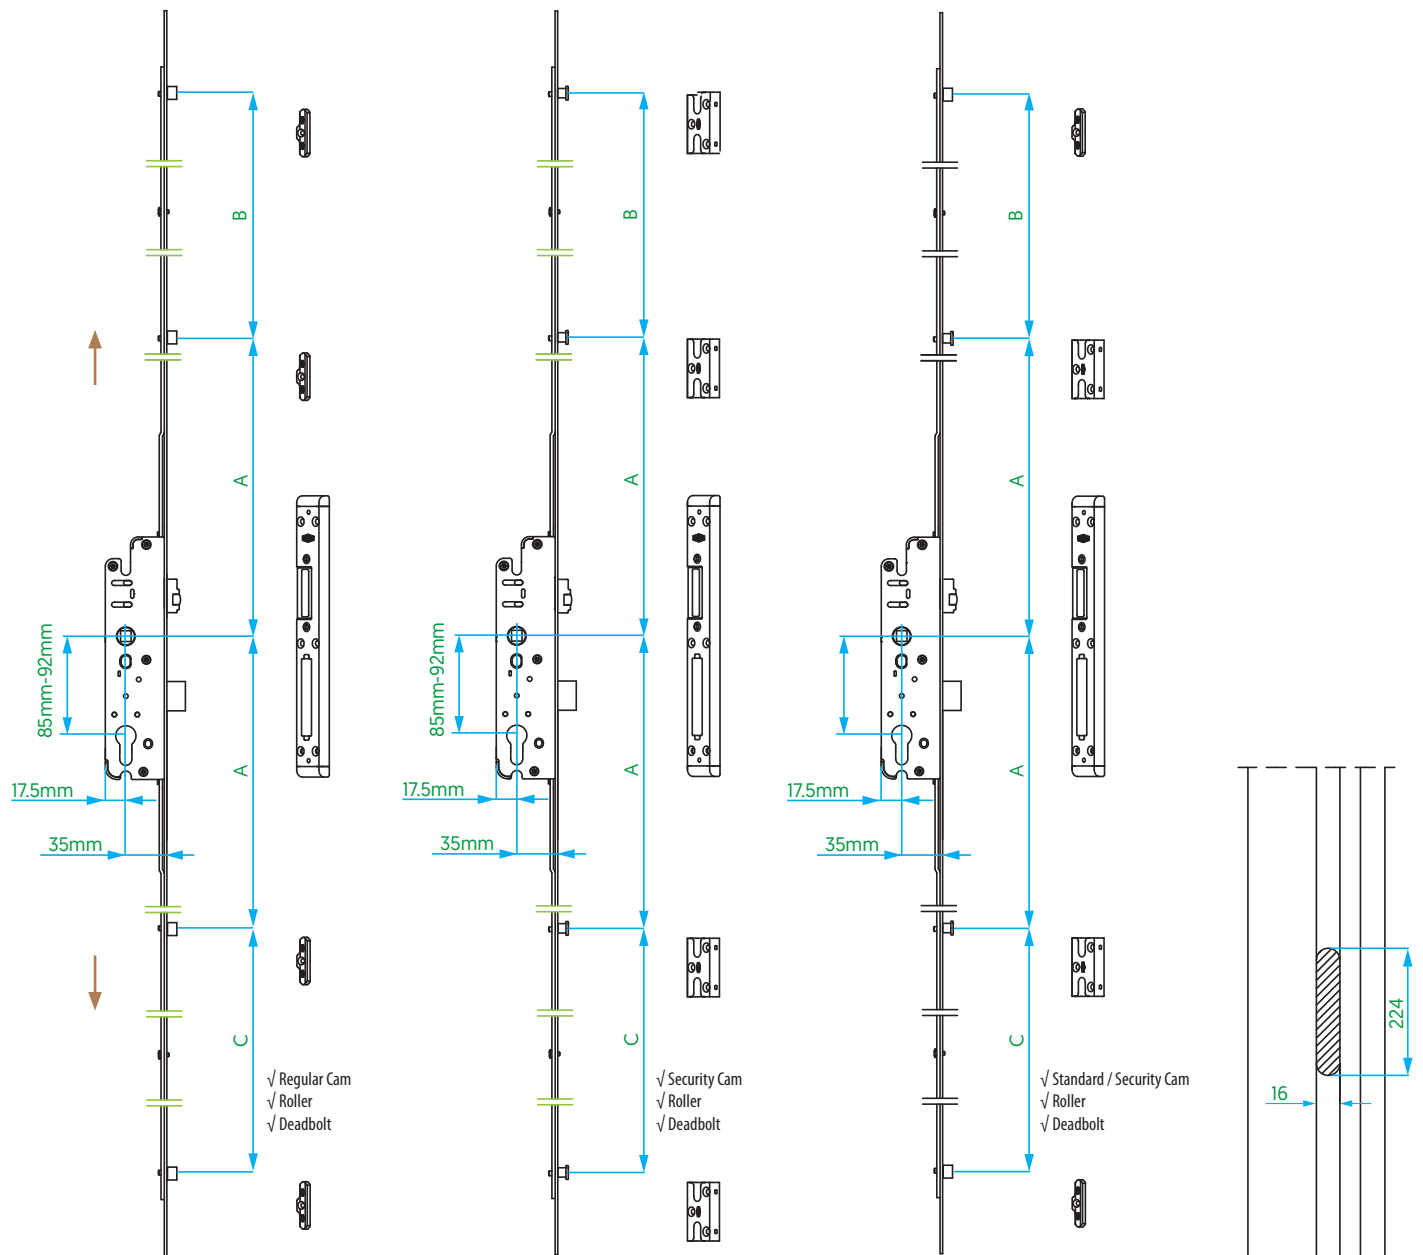 B
A
85mm-92mm
A
17.5mm
35mm
C
√ Regular Cam
√ Roller
√ Deadbolt
B
A
85mm-92mm
A
17.5mm
35mm
C
√ Security Cam
√ Roller
√ Deadbolt
B
A
A
17.5mm
35mm
C
√ Standard / Security Cam
√ Roller
√ Deadbolt
224
16